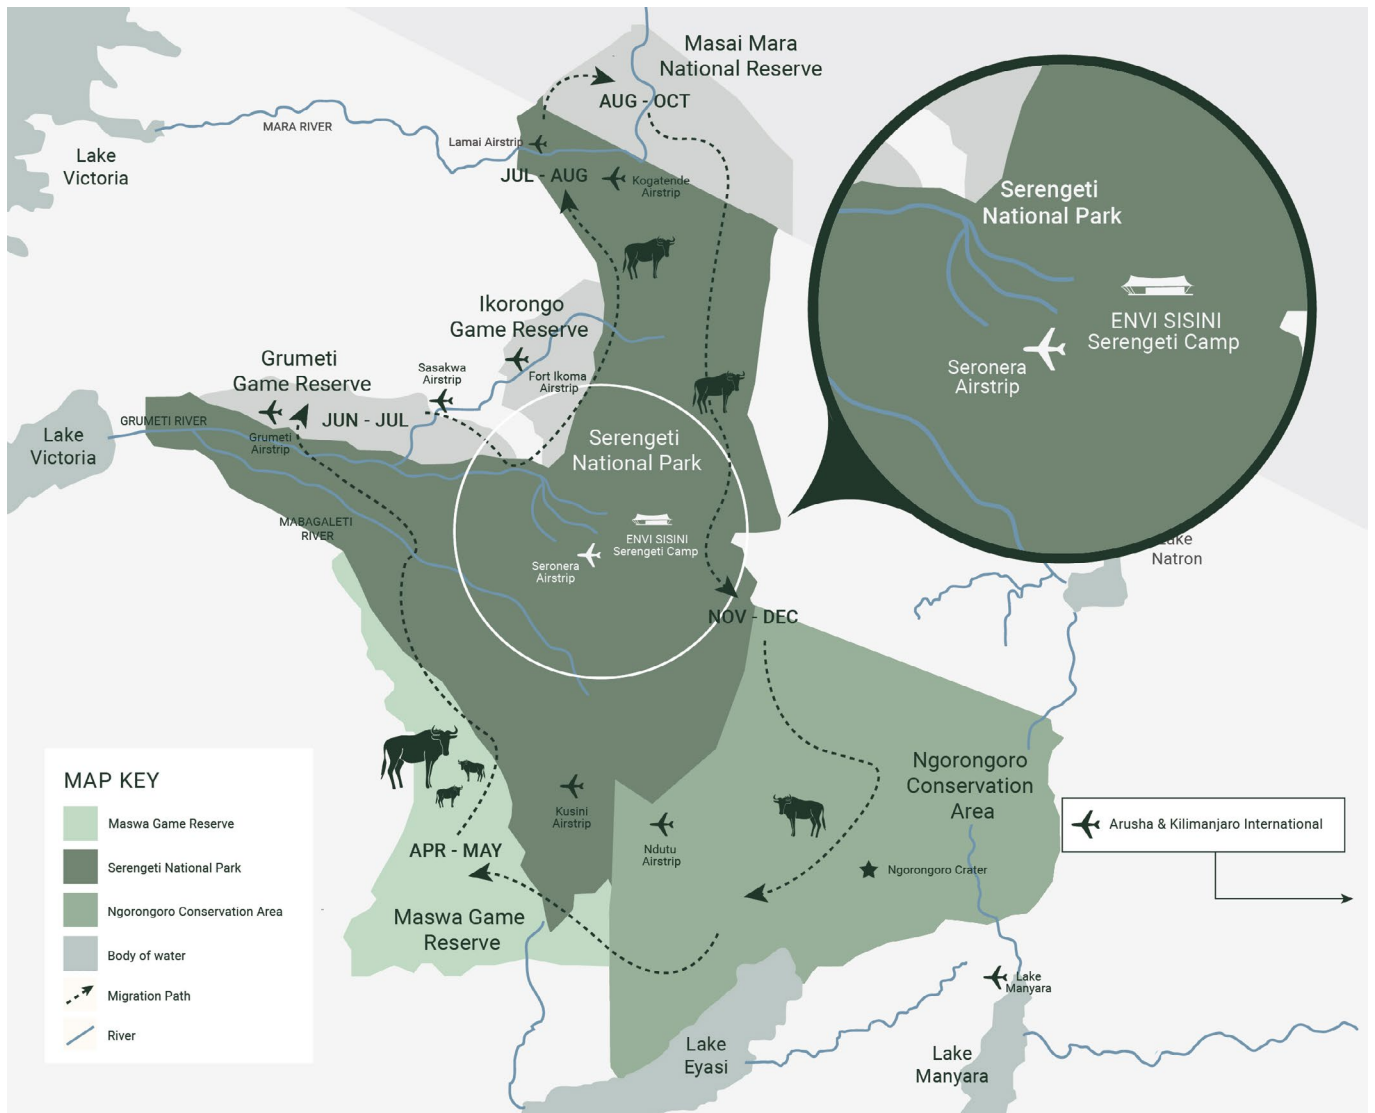 Masai Mara
National Reserve
AUG - OCT
MARA RIVER
Lake
Victoria
Lamai Airstrip
JUL - AUG
Kogatende
Airstrip
Serengeti
National Park
ENVI SISINI
Serengeti Camp
Seronera
Airstrip
Ikorongo
Game Reserve
Grumeti
Game Reserve
Sasakwa
Airstrip
Fort Ikoma
Airstrip
JUN - JUL
GRUMETI RIVER
Grumeti
Airstrip
Lake
Victoria
Serengeti
National Park
MABAGALETI
RIVER
ENVI SISINI
Serengeti Camp
Seronera
Airstrip
Lake
Natron
NOV - DEC
Ngorongoro
Conservation
Area
MAP KEY
Maswa Game Reserve
Serengeti National Park
Ngorongoro Conservation Area
Body of water
Migration Path
River
Kusini
Airstrip
Ndutu
Airstrip
Arusha & Kilimanjaro International
APR - MAY
Ngorongoro Crater
Maswa Game
Reserve
Lake
Manyara
Lake
Eyasi
Lake
Manyara